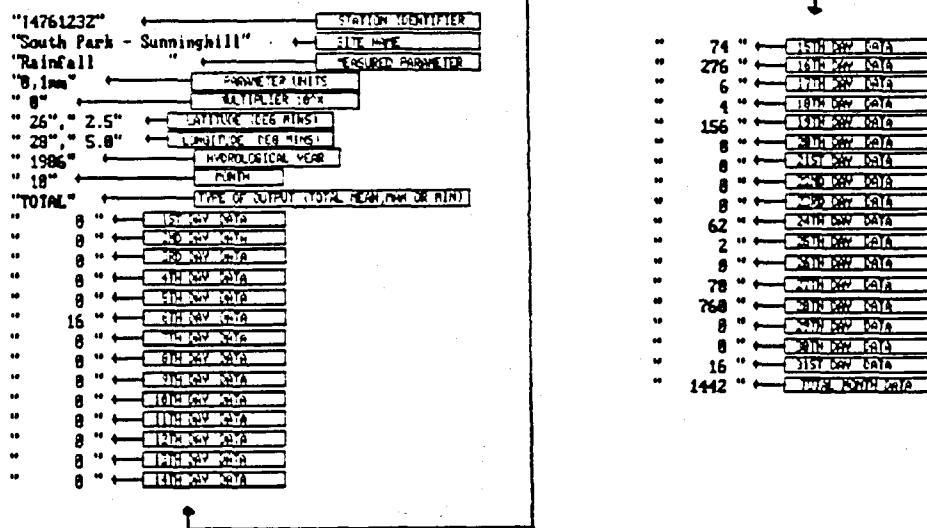 "14761232" STATION IDENTIFIER
"South Park - Sunninghill" SITE NAME
"Rainfall " MEASURED PARAMETER
"0,1mm" PARAMETER UNITS
" 0" MULTIPLIER 10^x
" 26"," 2.5" LATITUDE (DEG MINS)
" 28"," 5.0" LONGITUDE (DEG MINS)
" 1986" HYDROLOGICAL YEAR
" 10" MONTH
"TOTAL" TYPE OF OUTPUT (TOTAL MEAN,MAX OR MIN)
" 0 " 1ST DAY DATA
" 0 " 2ND DAY DATA
" 0 " 3RD DAY DATA
" 0 " 4TH DAY DATA
" 0 " 5TH DAY DATA
" 16 " 6TH DAY DATA
" 0 " 7TH DAY DATA
" 0 " 8TH DAY DATA
" 0 " 9TH DAY DATA
" 0 " 10TH DAY DATA
" 0 " 11TH DAY DATA
" 0 " 12TH DAY DATA
" 0 " 13TH DAY DATA
" 0 " 14TH DAY DATA
" 74 " 15TH DAY DATA
" 276 " 16TH DAY DATA
" 6 " 17TH DAY DATA
" 4 " 18TH DAY DATA
" 156 " 19TH DAY DATA
" 0 " 20TH DAY DATA
" 0 " 21ST DAY DATA
" 0 " 22ND DAY DATA
" 0 " 23RD DAY DATA
" 62 " 24TH DAY DATA
" 2 " 25TH DAY DATA
" 0 " 26TH DAY DATA
" 70 " 27TH DAY DATA
" 760 " 28TH DAY DATA
" 0 " 29TH DAY DATA
" 0 " 30TH DAY DATA
" 16 " 31ST DAY DATA
" 1442 " TOTAL MONTH DATA